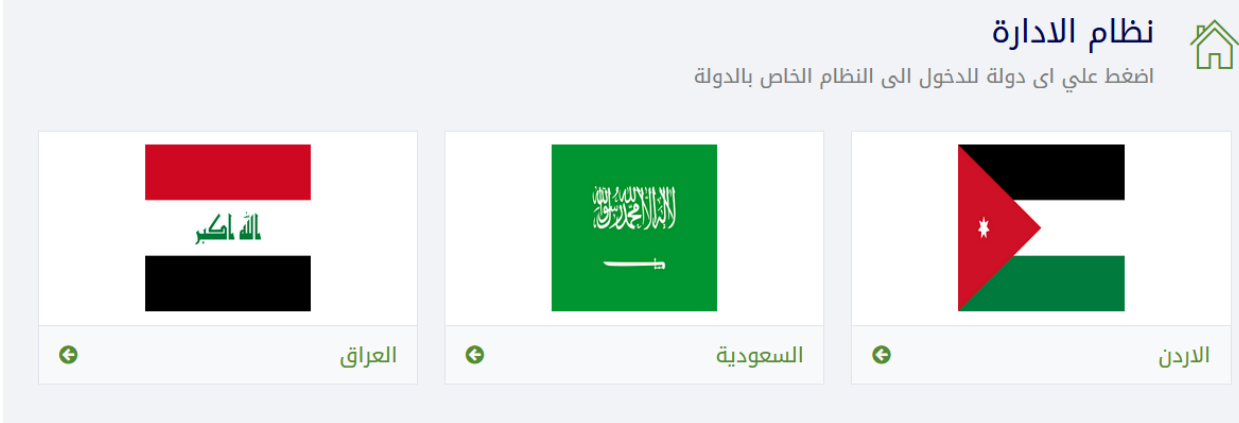 نظام الادارة
اضغط علي اى دولة للدخول الى النظام الخاص بالدولة
لا إله إلا الله محمد رسول الله
الله اكبر
الاردن
السعودية
العراق